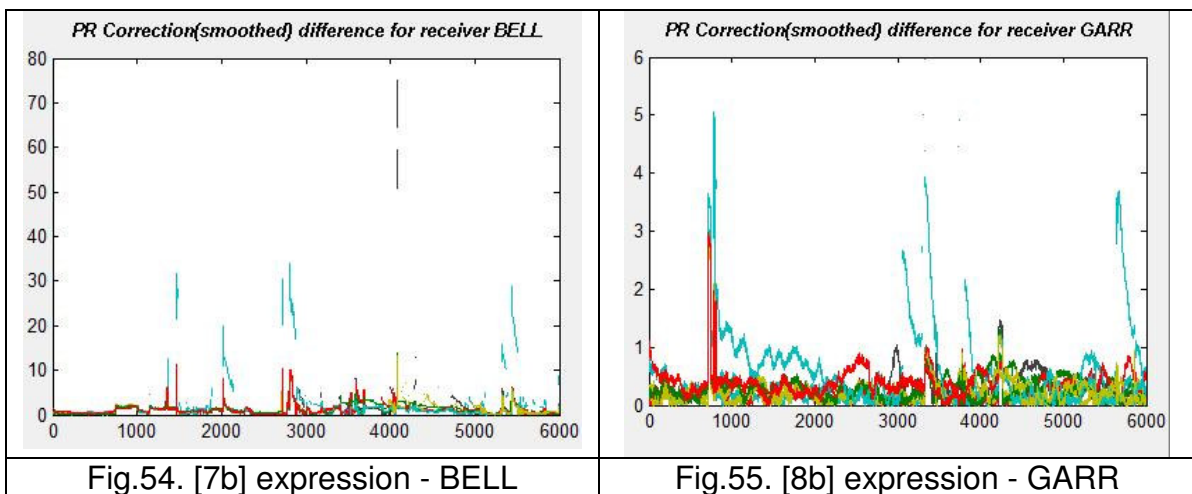 PR Correction(smoothed) difference for receiver BELL
80
70
60
50
40
30
20
10
0
0 1000 2000 3000 4000 5000 6000
Fig.54. [7b] expression - BELL
PR Correction(smoothed) difference for receiver GARR
6
5
4
3
2
1
0
0 1000 2000 3000 4000 5000 6000
Fig.55. [8b] expression - GARR